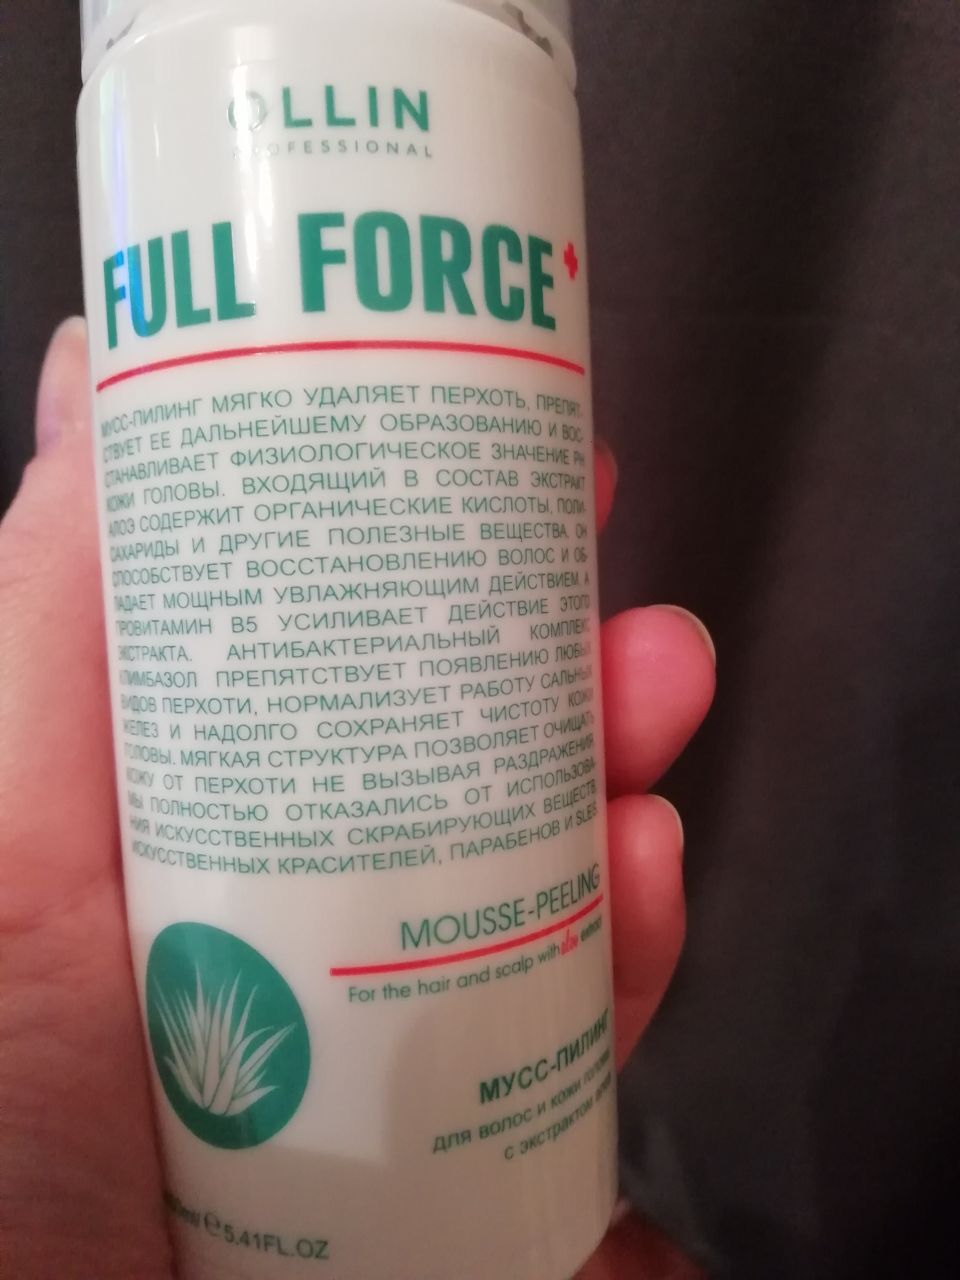 OLLIN
PROFESSIONAL
FULL FORCE+
МУСС-ПИЛИНГ МЯГКО УДАЛЯЕТ ПЕРХОТЬ, ПРЕПЯТ-
СТВУЕТ ЕЕ ДАЛЬНЕЙШЕМУ ОБРАЗОВАНИЮ И ВОС-
СТАНАВЛИВАЕТ ФИЗИОЛОГИЧЕСКОЕ ЗНАЧЕНИЕ PH
КОЖИ ГОЛОВЫ. ВХОДЯЩИЙ В СОСТАВ ЭКСТРАКТ
АЛОЭ СОДЕРЖИТ ОРГАНИЧЕСКИЕ КИСЛОТЫ, ПОЛИ-
САХАРИДЫ И ДРУГИЕ ПОЛЕЗНЫЕ ВЕЩЕСТВА. ОН
СПОСОБСТВУЕТ ВОССТАНОВЛЕНИЮ ВОЛОС И ОБ-
ЛАДАЕТ МОЩНЫМ УВЛАЖНЯЮЩИМ ДЕЙСТВИЕМ, А
ПРОВИТАМИН B5 УСИЛИВАЕТ ДЕЙСТВИЕ ЭТОГО
ЭКСТРАКТА. АНТИБАКТЕРИАЛЬНЫЙ КОМПЛЕКС
КЛИМБАЗОЛ ПРЕПЯТСТВУЕТ ПОЯВЛЕНИЮ ЛЮБЫХ
ВИДОВ ПЕРХОТИ, НОРМАЛИЗУЕТ РАБОТУ САЛЬНЫХ
ЖЕЛЕЗ И НАДОЛГО СОХРАНЯЕТ ЧИСТОТУ КОЖИ
ГОЛОВЫ. МЯГКАЯ СТРУКТУРА ПОЗВОЛЯЕТ ОЧИЩАТЬ
КОЖУ ОТ ПЕРХОТИ НЕ ВЫЗЫВАЯ РАЗДРАЖЕНИЯ.
МЫ ПОЛНОСТЬЮ ОТКАЗАЛИСЬ ОТ ИСПОЛЬЗОВА-
НИЯ ИСКУССТВЕННЫХ СКРАБИРУЮЩИХ ВЕЩЕСТВ,
ИСКУССТВЕННЫХ КРАСИТЕЛЕЙ, ПАРАБЕНОВ И SLES.
MOUSSE-PEELING
For the hair and scalp with aloe extract
МУСС-ПИЛИНГ
для волос и кожи головы
с экстрактом алоэ
℮ 5.41FL.OZ